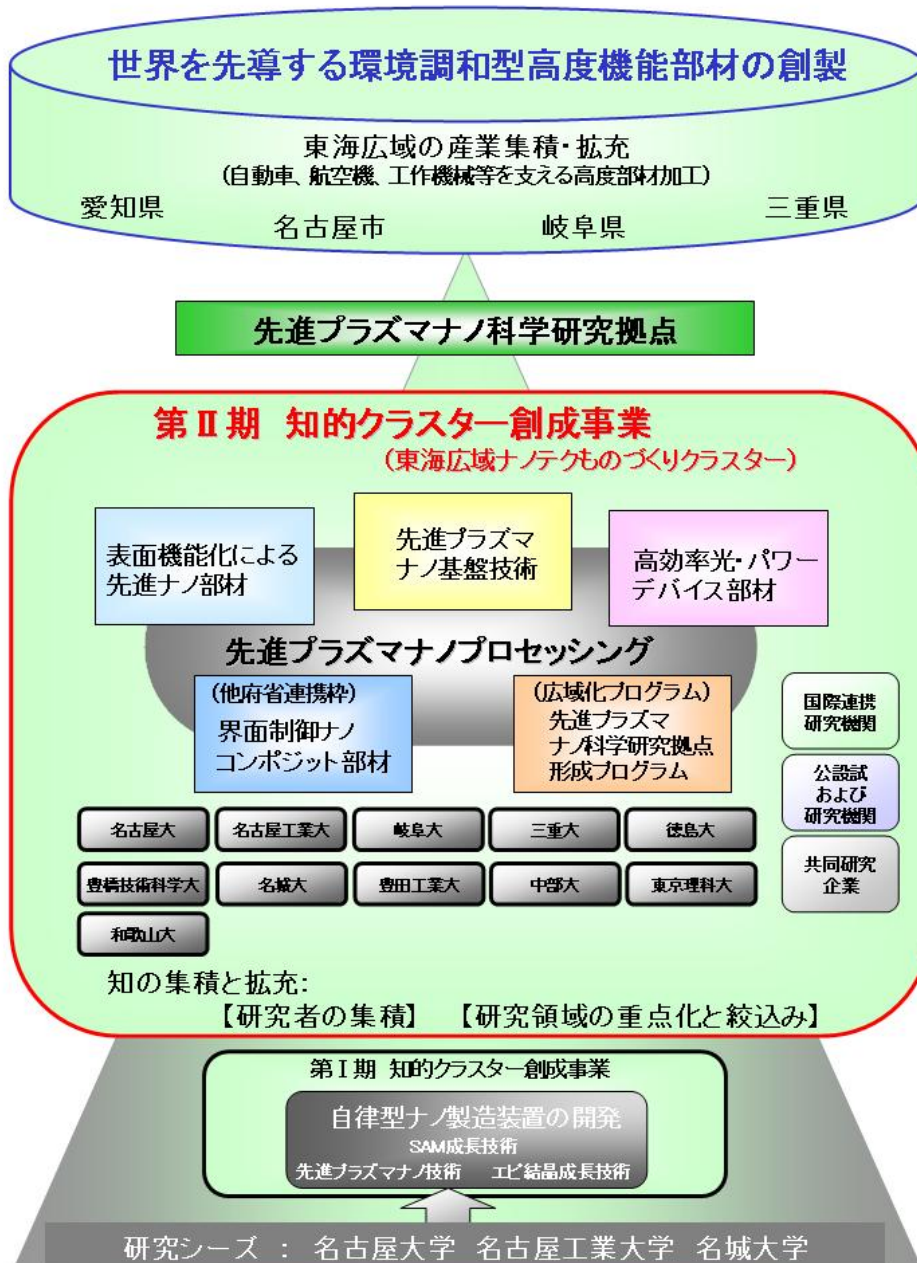 世界を先導する環境調和型高度機能部材の創製
東海広域の産業集積・拡充
(自動車、航空機、工作機械等を支える高度部材加工)
愛知県
名古屋市
岐阜県
三重県
先進プラズマナノ科学研究拠点
第Ⅱ期 知的クラスター創成事業
(東海広域ナノテクものづくりクラスター)
表面機能化による
先進ナノ部材
先進プラズマ
ナノ基盤技術
高効率光・パワー
デバイス部材
先進プラズマナノプロセッシング
(他府省連携枠)
界面制御ナノ
コンポジット部材
(広域化プログラム)
先進プラズマ
ナノ科学研究拠点
形成プログラム
国際連携
研究機関
公設試
および
研究機関
共同研究
企業
名古屋大
名古屋工業大
岐阜大
三重大
徳島大
豊橋技術科学大
名城大
豊田工業大
中部大
東京理科大
和歌山大
知の集積と拡充:
【研究者の集積】 【研究領域の重点化と絞込み】
第Ⅰ期 知的クラスター創成事業
自律型ナノ製造装置の開発
SAM成長技術
先進プラズマナノ技術 エピ結晶成長技術
研究シーズ : 名古屋大学 名古屋工業大学 名城大学